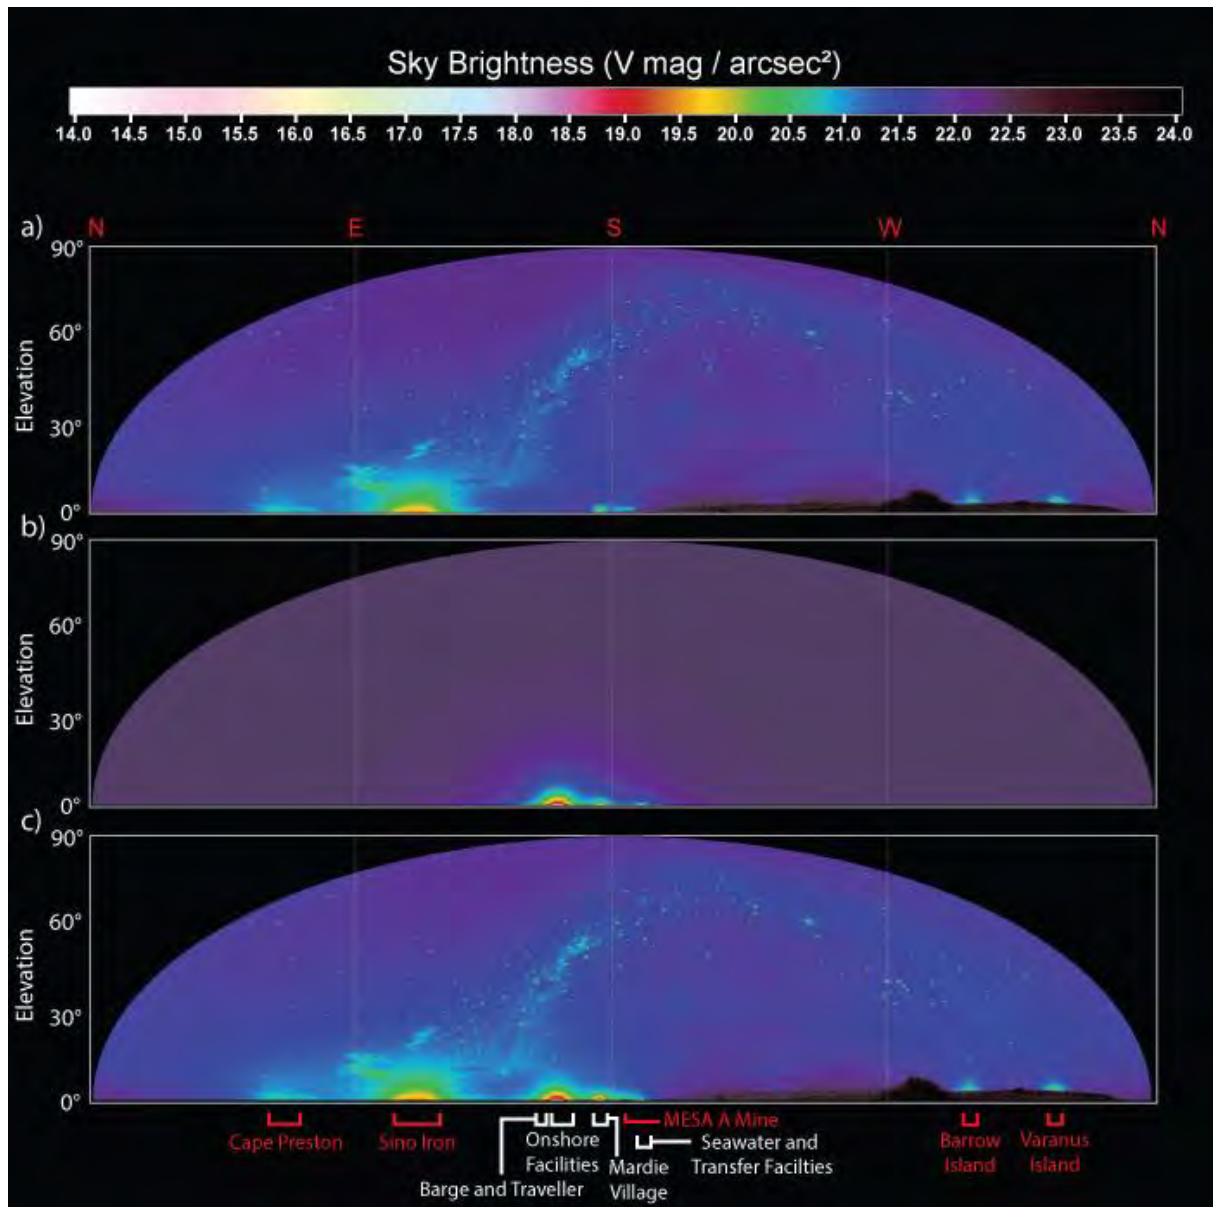 Sky Brightness (V mag / arcsec²)
14.0 14.5 15.0 15.5 16.0 16.5 17.0 17.5 18.0 18.5 19.0 19.5 20.0 20.5 21.0 21.5 22.0 22.5 23.0 23.5 24.0
a) N E S W N
90°
60°
30°
0°
Elevation
b)
90°
60°
30°
0°
Elevation
c)
90°
60°
30°
0°
Elevation
Cape Preston
Sino Iron
Barge and Traveller
Onshore
Facilities
Mardie
Village
MESA A Mine
Seawater and
Transfer Facilties
Barrow
Island
Varanus
Island